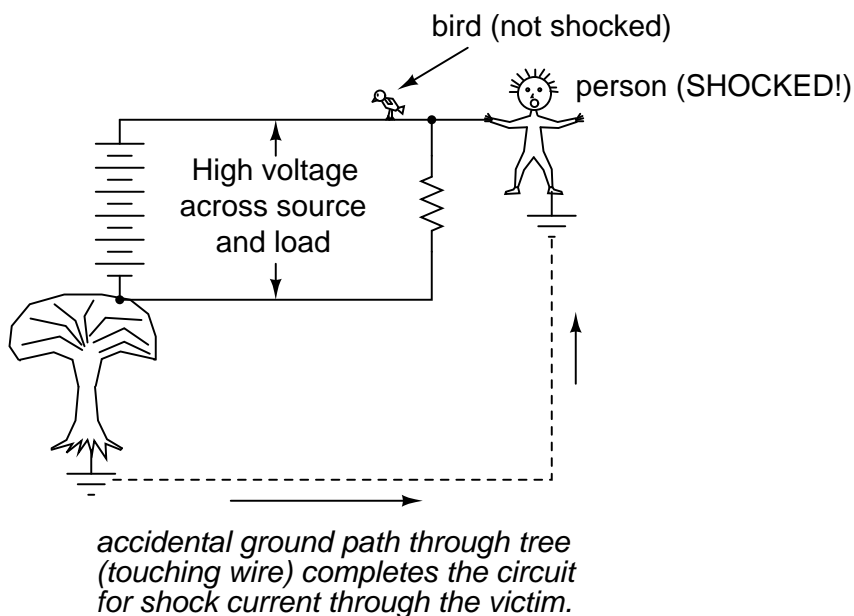 bird (not shocked)
person (SHOCKED!)
High voltage
across source
and load
accidental ground path through tree
(touching wire) completes the circuit
for shock current through the victim.